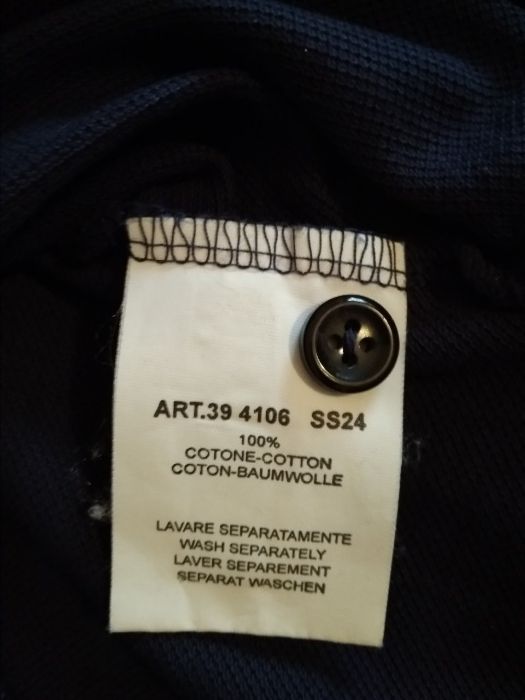 ART.39 4106 SS24
100%
COTONE-COTTON
COTON-BAUMWOLLE
LAVARE SEPARATAMENTE
WASH SEPARATELY
LAVER SEPAREMENT
SEPARAT WASCHEN